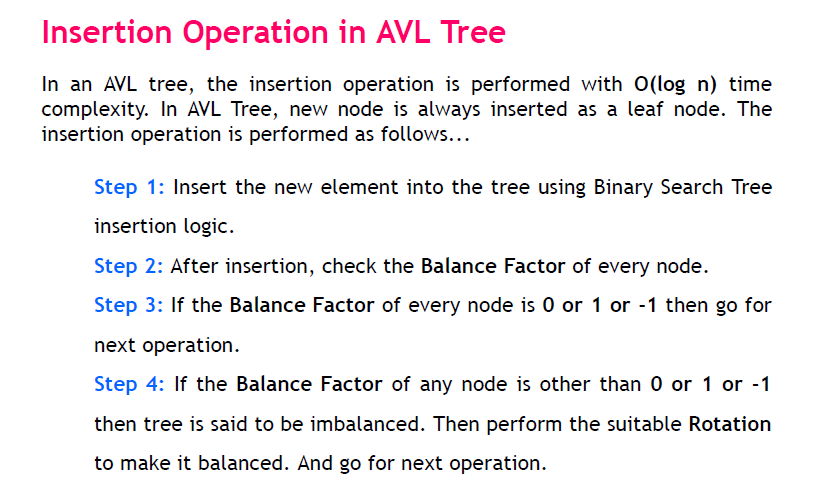 Insertion Operation in AVL Tree
In an AVL tree, the insertion operation is performed with O(log n) time
complexity. In AVL Tree, new node is always inserted as a leaf node. The
insertion operation is performed as follows...
Step 1: Insert the new element into the tree using Binary Search Tree
insertion logic.
Step 2: After insertion, check the Balance Factor of every node.
Step 3: If the Balance Factor of every node is 0 or 1 or -1 then go for
next operation.
Step 4: If the Balance Factor of any node is other than 0 or 1 or -1
then tree is said to be imbalanced. Then perform the suitable Rotation
to make it balanced. And go for next operation.